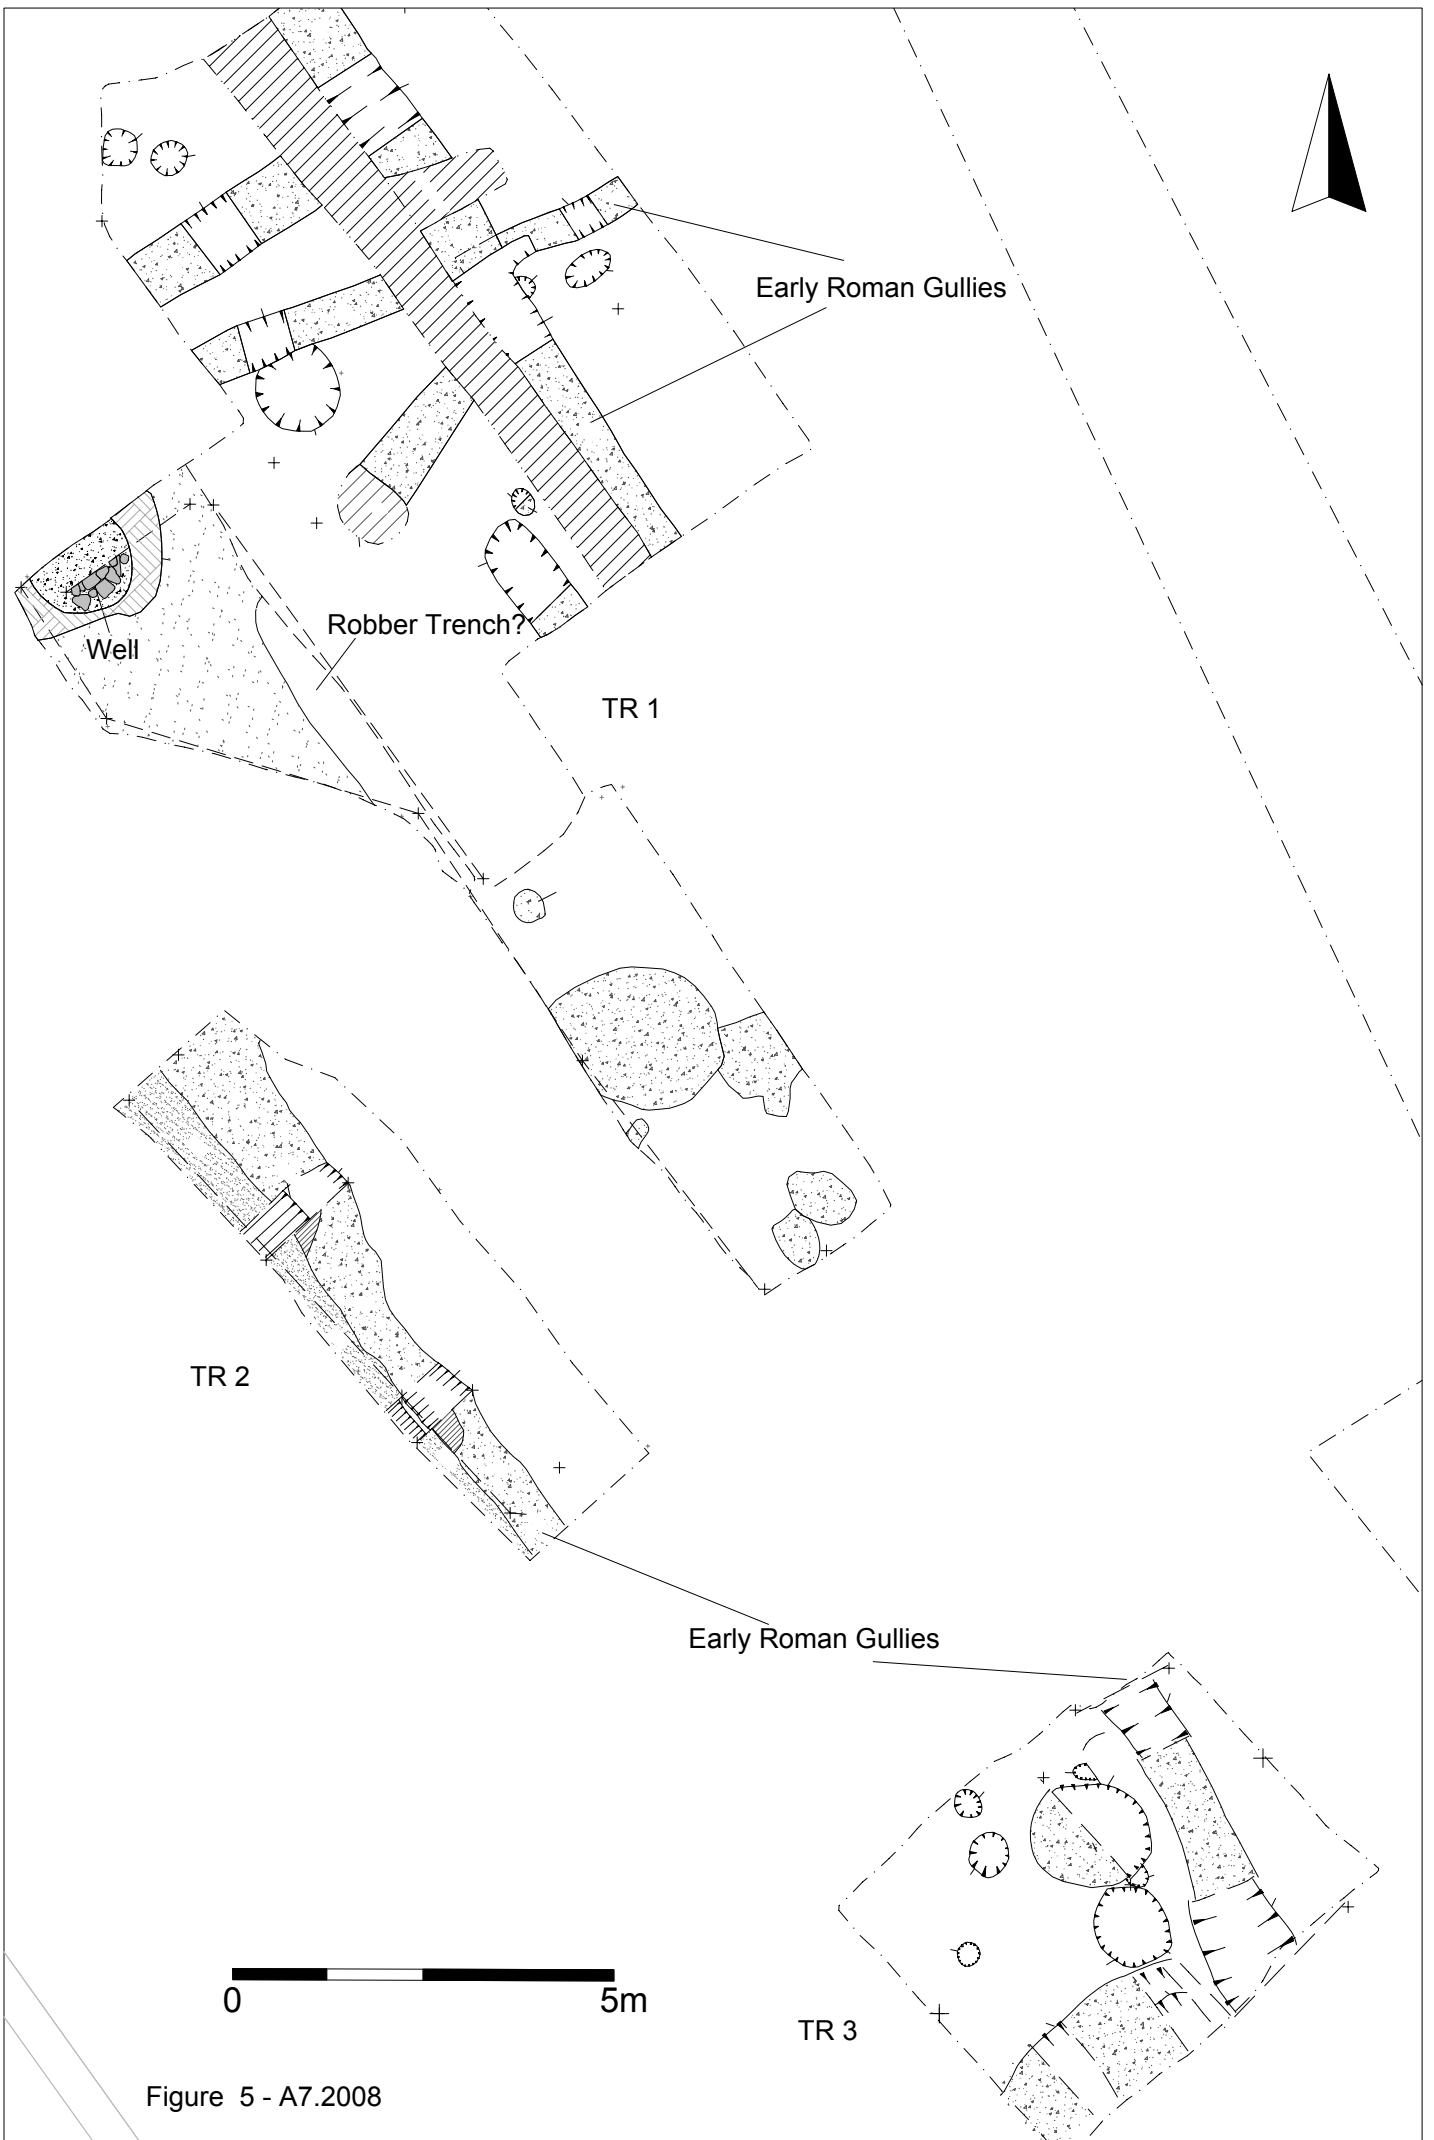 Early Roman Gullies
Robber Trench?
Well
TR 1
TR 2
Early Roman Gullies
0 5m
TR 3
Figure 5 - A7.2008